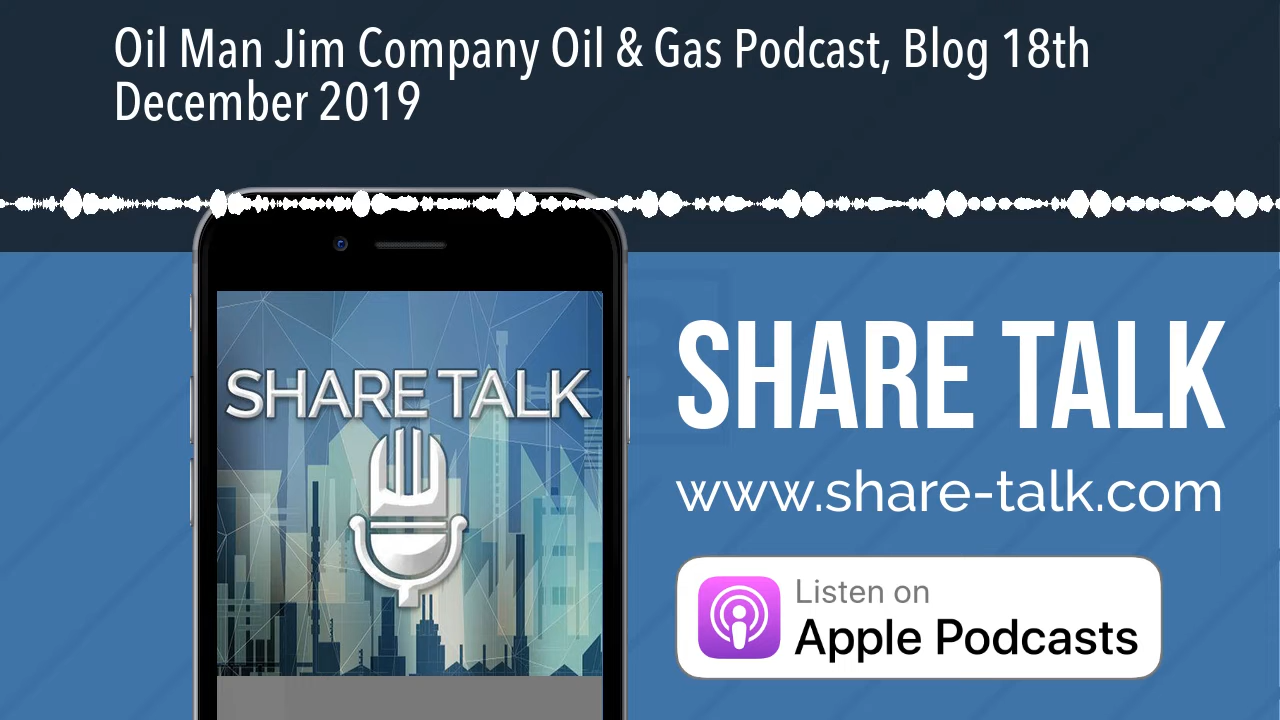 Oil Man Jim Company Oil & Gas Podcast, Blog 18th
December 2019
SHARE TALK
SHARE TALK
www.share-talk.com
Listen on
Apple Podcasts